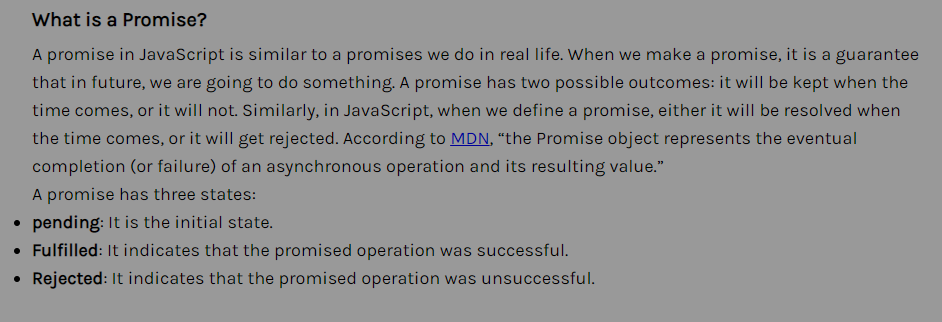 What is a Promise?
A promise in JavaScript is similar to a promises we do in real life. When we make a promise, it is a guarantee
that in future, we are going to do something. A promise has two possible outcomes: it will be kept when the
time comes, or it will not. Similarly, in JavaScript, when we define a promise, either it will be resolved when
the time comes, or it will get rejected. According to MDN, “the Promise object represents the eventual
completion (or failure) of an asynchronous operation and its resulting value.”
A promise has three states:
• pending: It is the initial state.
• Fulfilled: It indicates that the promised operation was successful.
• Rejected: It indicates that the promised operation was unsuccessful.